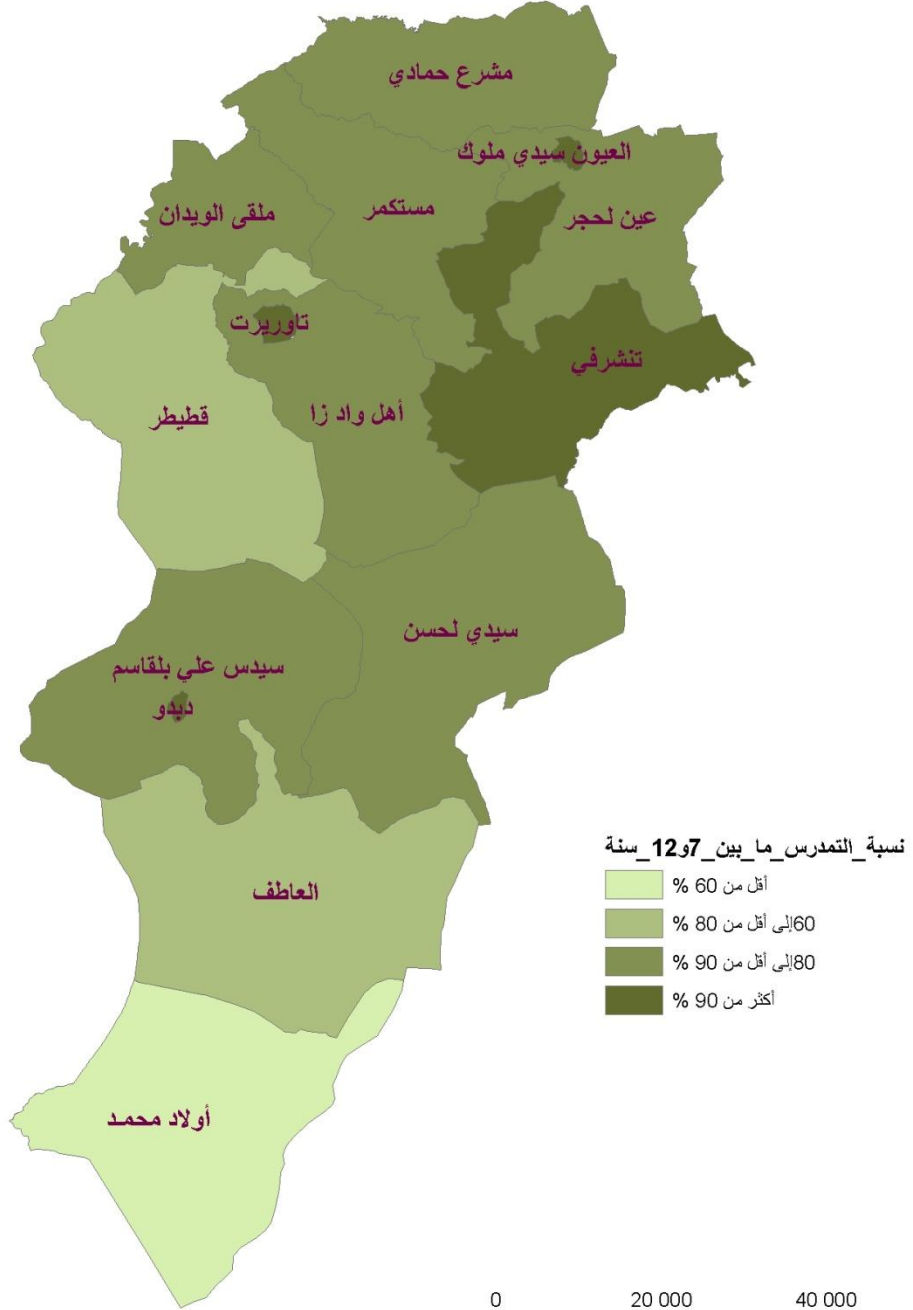 مشرع حمادي
العيون سيدي ملوك
مستكمر
عين لحجر
ملقى الويدان
تاوريرت
تنشرفي
أهل واد زا
قطيطر
سيدي لحسن
سيدس علي بلقاسم
دبدو
العاطف
أولاد محمد
نسبة_التمدرس_ما_بين_7و12_سنة
أقل من 60 %
60إلى أقل من 80 %
80إلى أقل من 90 %
أكثر من 90 %
0 20 000 40 000